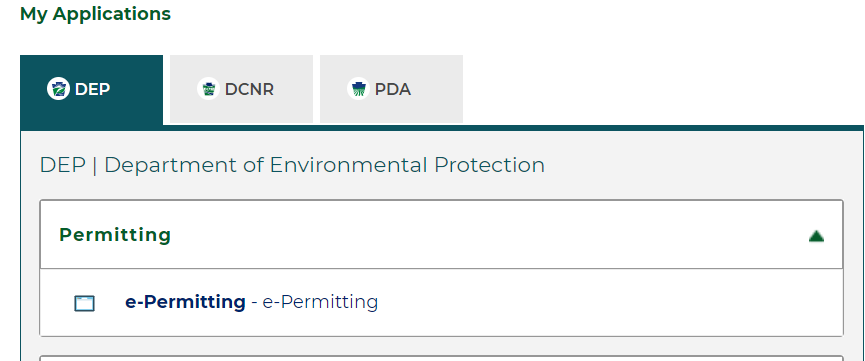 My Applications
DEP DCNR PDA
DEP | Department of Environmental Protection
Permitting
e-Permitting - e-Permitting